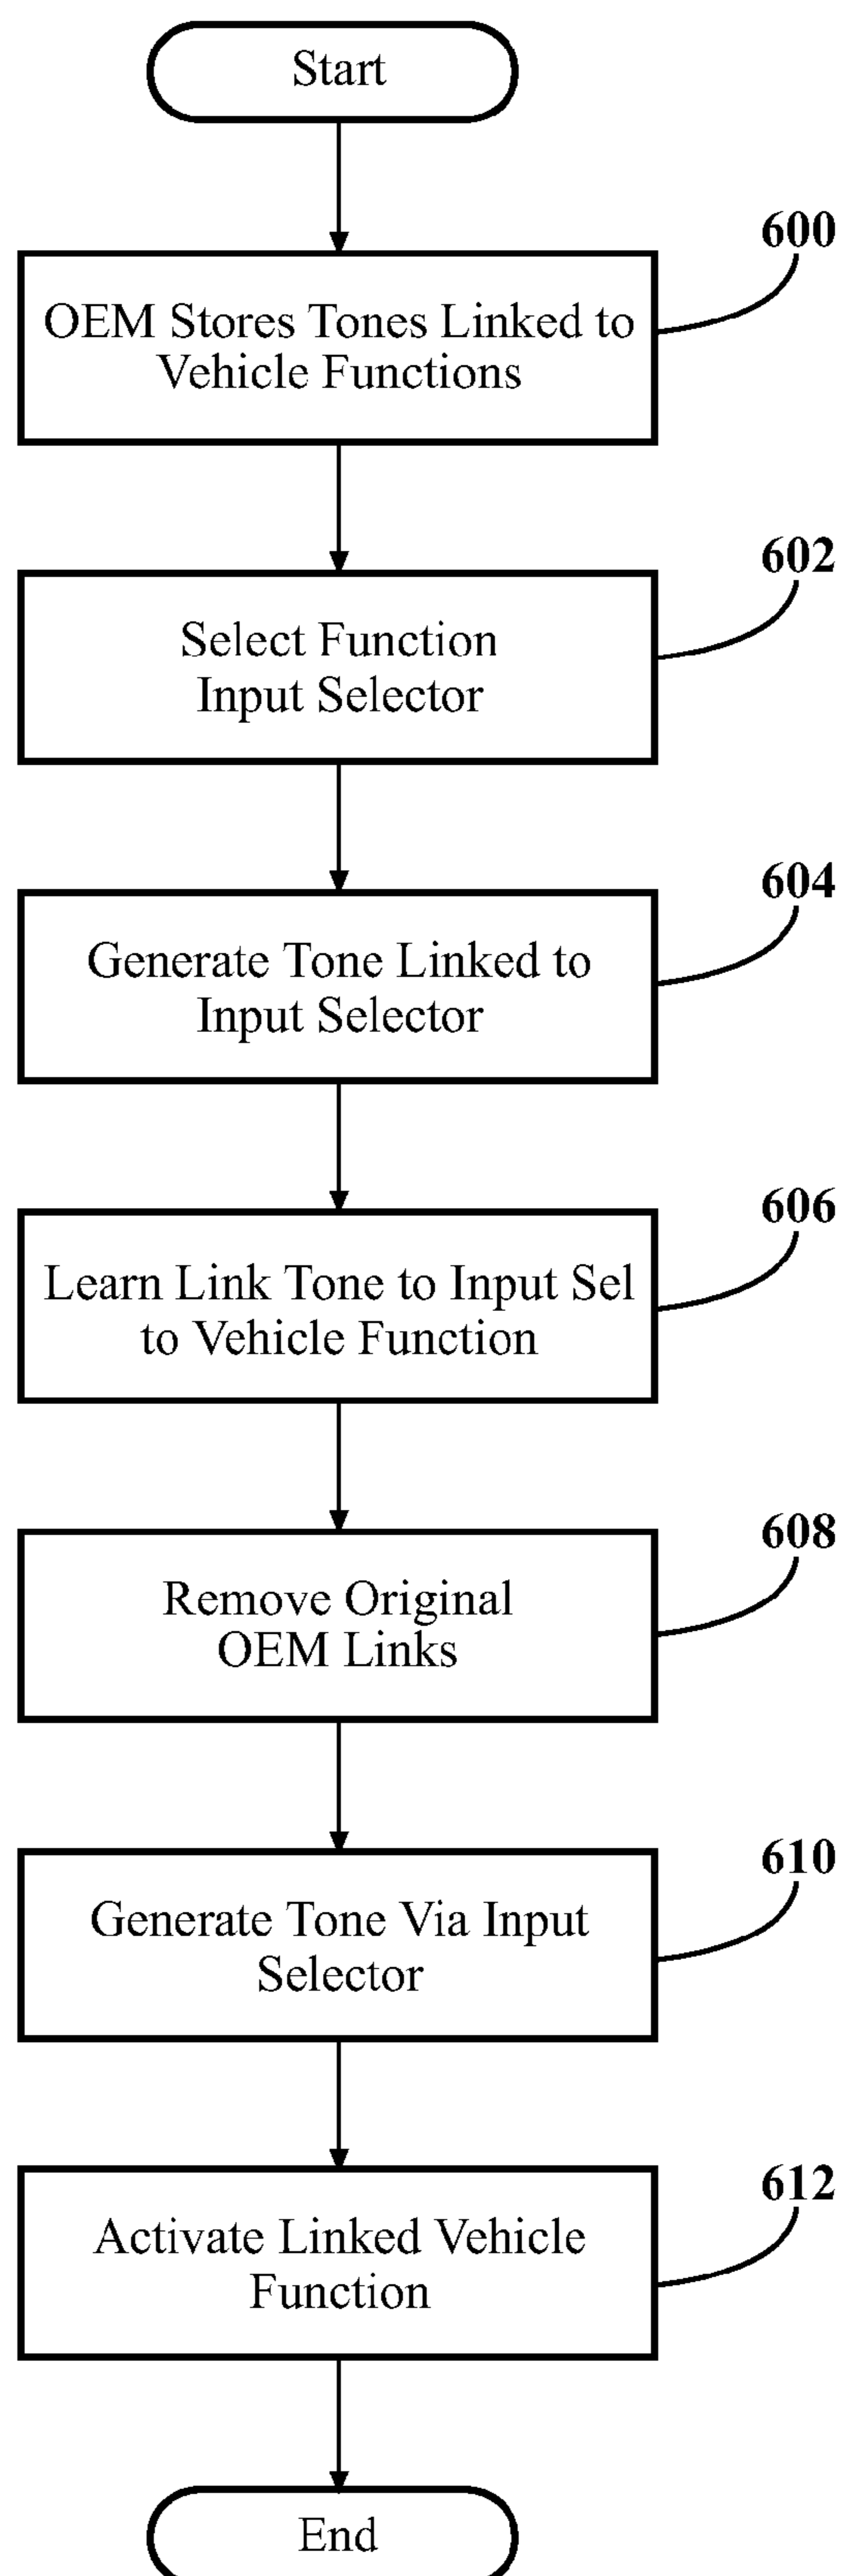 Start
600
OEM Stores Tones Linked to
Vehicle Functions
602
Select Function
Input Selector
604
Generate Tone Linked to
Input Selector
606
Learn Link Tone to Input Sel
to Vehicle Function
608
Remove Original
OEM Links
610
Generate Tone Via Input
Selector
612
Activate Linked Vehicle
Function
End